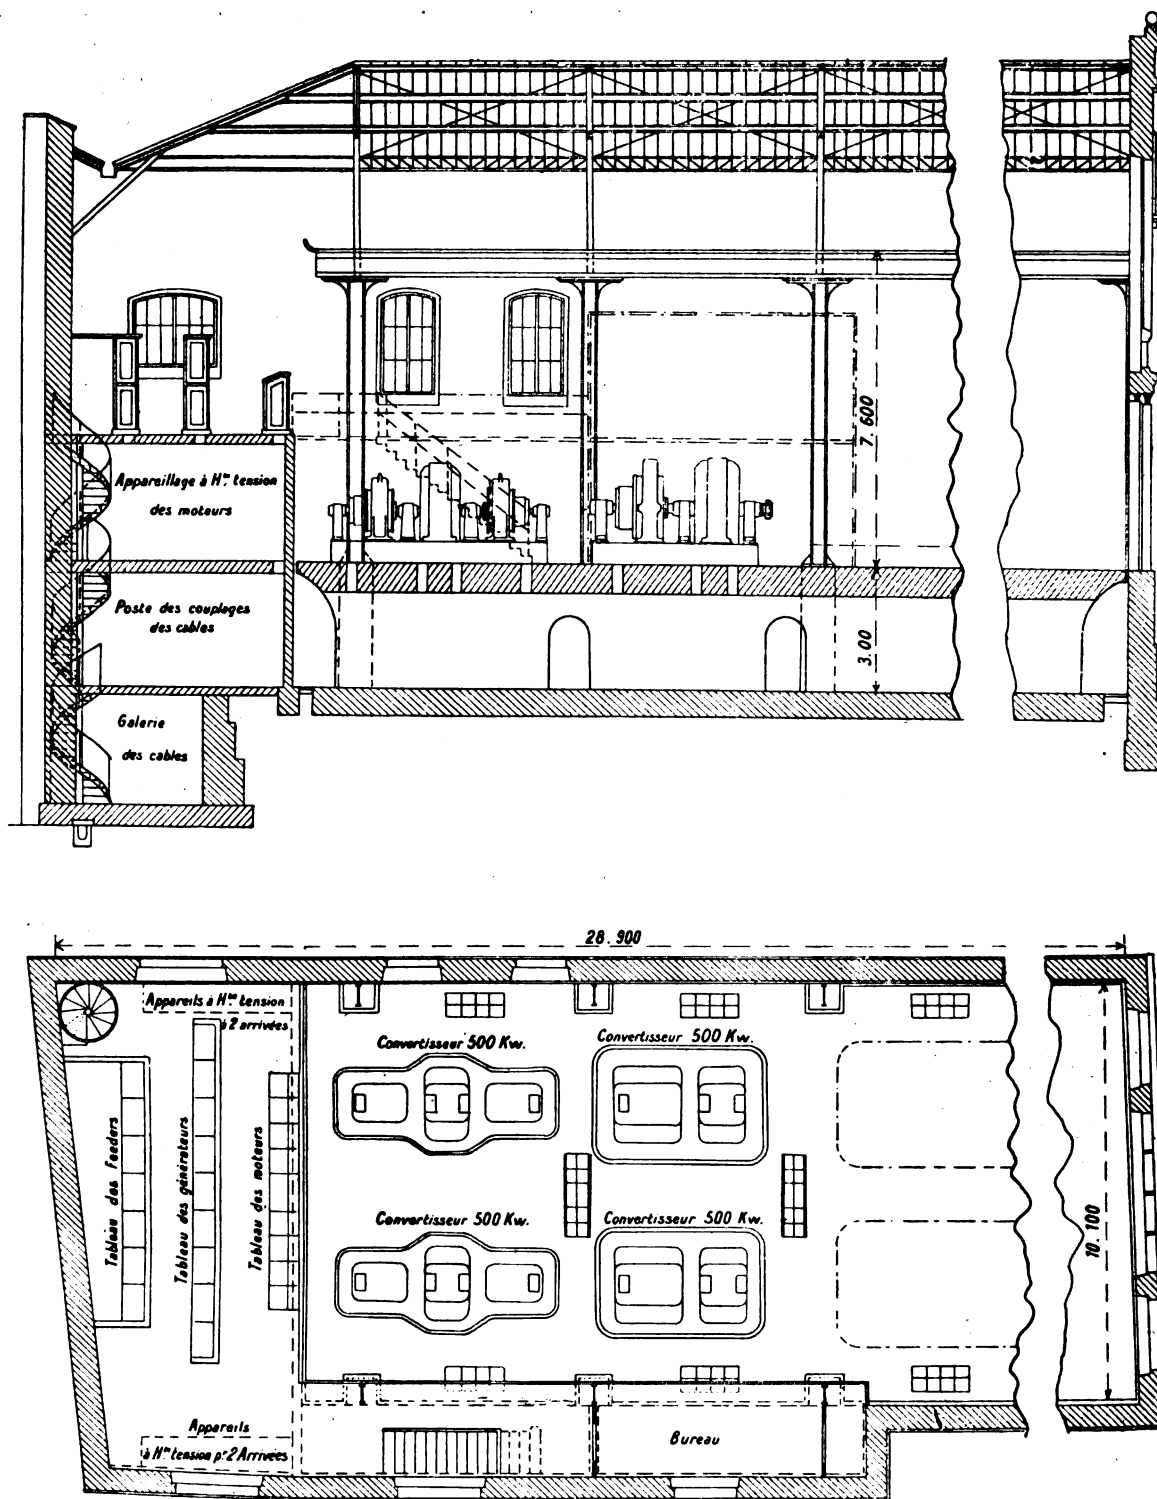 7.600
Appareillage à Hte tension
des moteurs
Poste des couplages
des cables
3.00
Galerie
des cables
28.900
Appareils à Hte tension
à 2 arrivées
Convertisseur 500 Kw.
Convertisseur 500 Kw.
Tableau des Feeders
Tableau des générateurs
Tableau des moteurs
Convertisseur 500 Kw.
Convertisseur 500 Kw.
10.100
Appareils
à Hte tension pr 2 Arrivées
Bureau